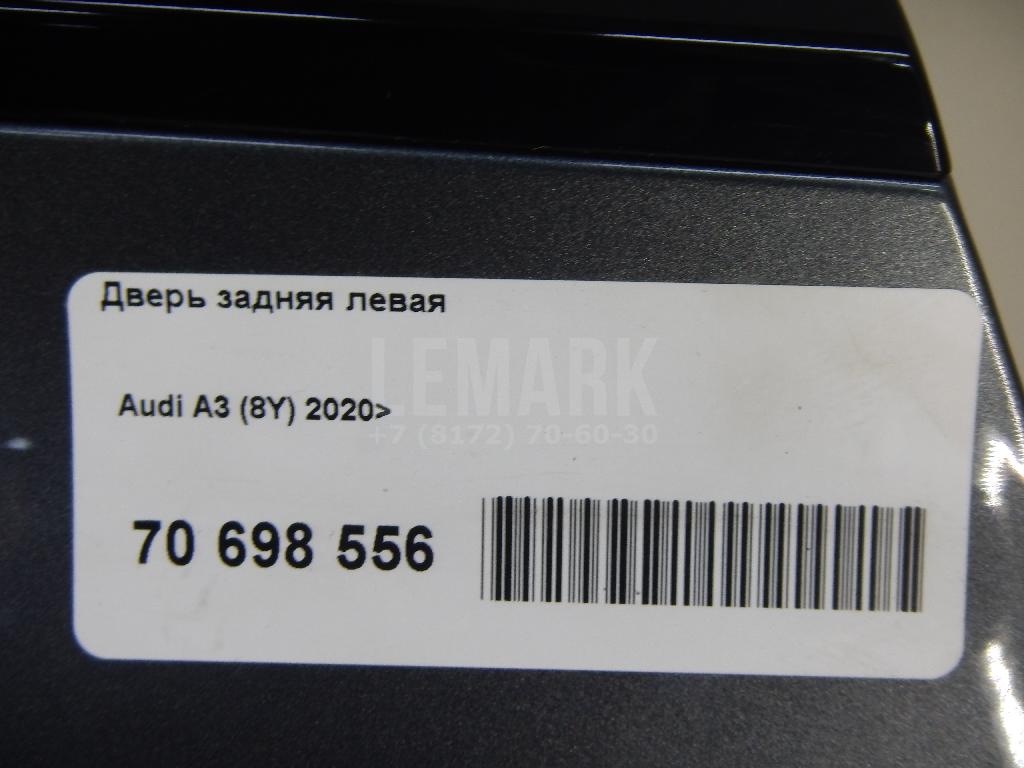 Дверь задняя левая
LEMARK
Audi A3 (8Y) 2020>
+7 (8172) 70-60-30
70 698 556